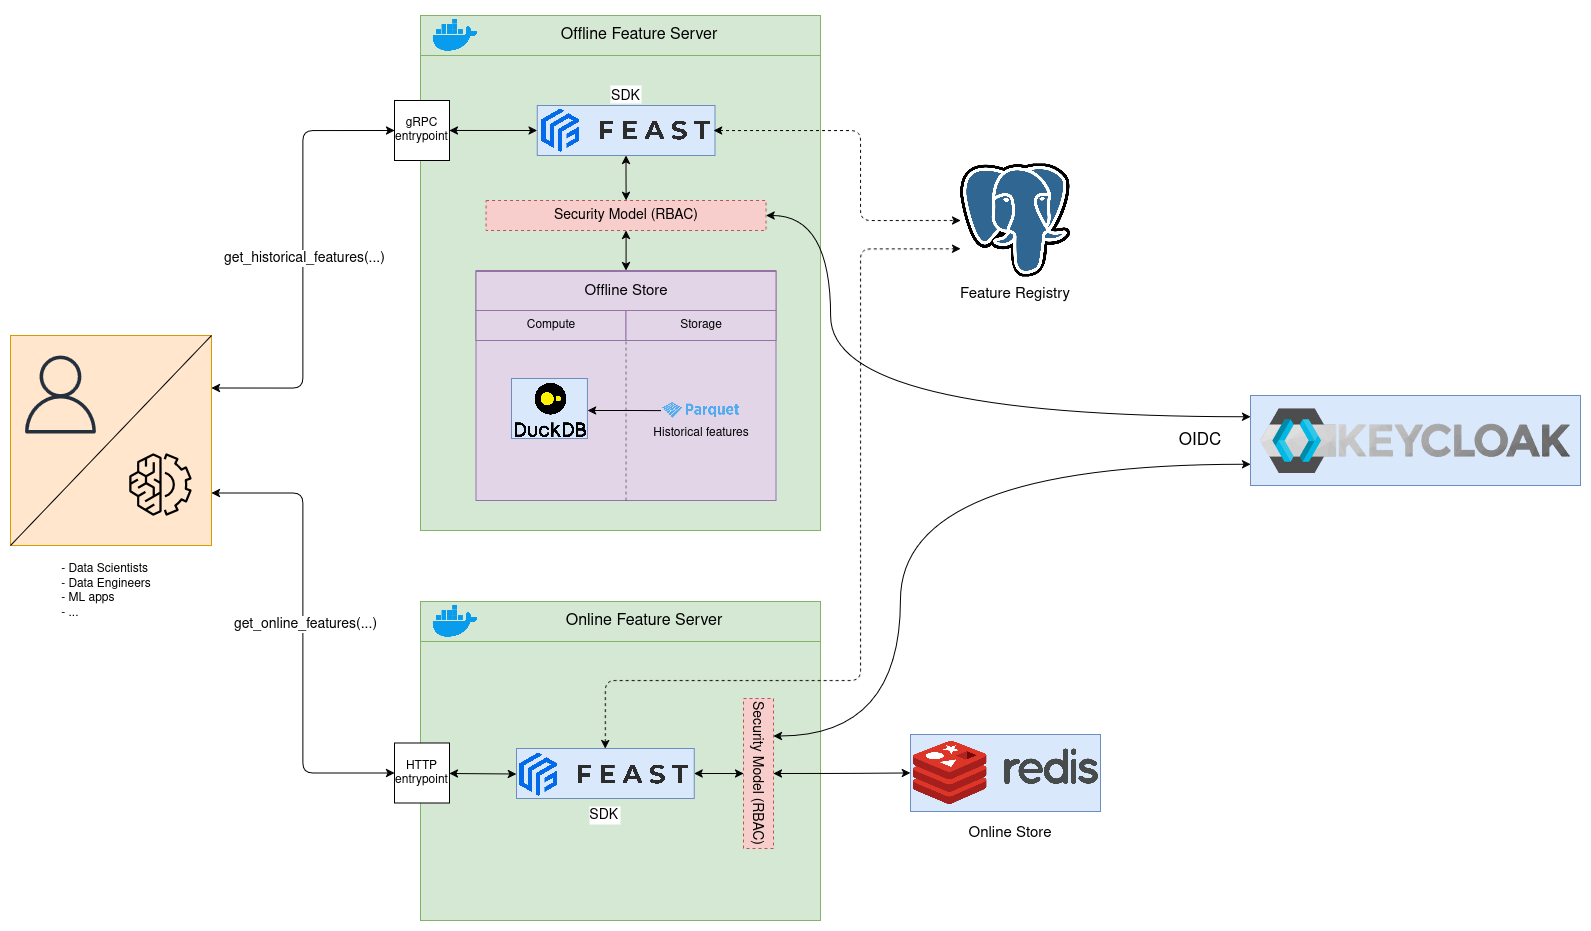 Offline Feature Server
SDK
FEAST
gRPC
entrypoint
Security Model (RBAC)
get_historical_features(...)
Offline Store
Compute
Storage
DuckDB
Parquet
Historical features
Feature Registry
OIDC
KEYCLOAK
- Data Scientists
- Data Engineers
- ML apps
- ...
get_online_features(...)
Online Feature Server
HTTP
entrypoint
FEAST
SDK
Security Model (RBAC)
redis
Online Store